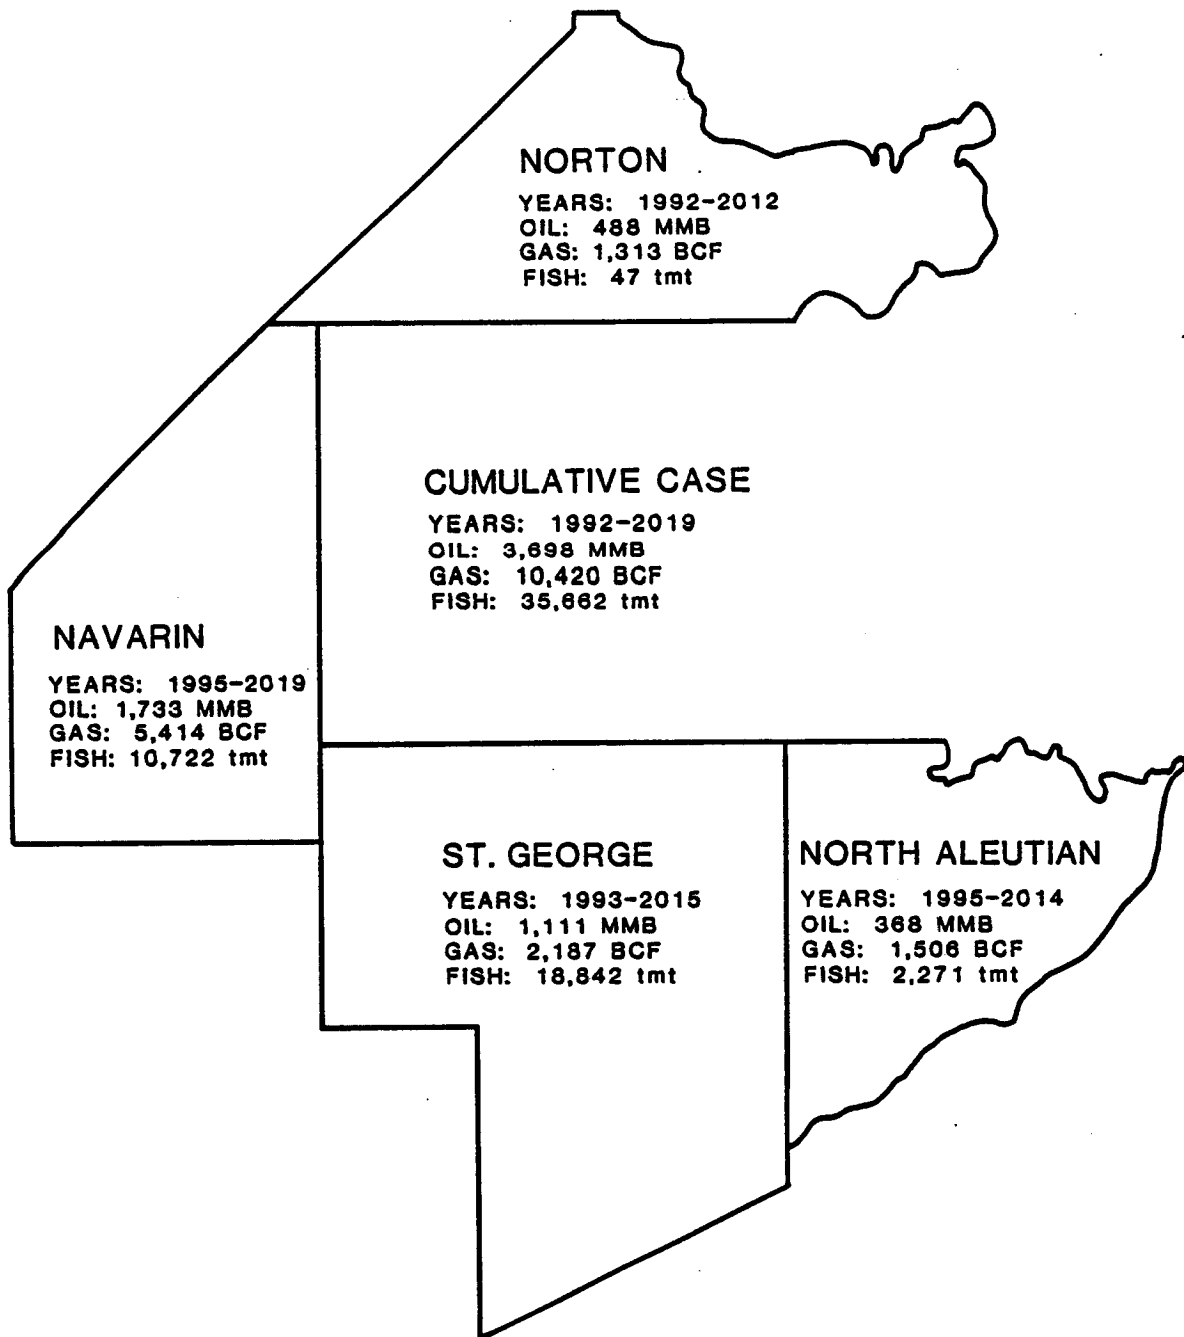 NORTON
YEARS: 1992-2012
OIL: 488 MMB
GAS: 1,313 BCF
FISH: 47 tmt
CUMULATIVE CASE
YEARS: 1992-2019
OIL: 3,698 MMB
GAS: 10,420 BCF
FISH: 35,662 tmt
NAVARIN
YEARS: 1995-2019
OIL: 1,733 MMB
GAS: 5,414 BCF
FISH: 10,722 tmt
ST. GEORGE
YEARS: 1993-2015
OIL: 1,111 MMB
GAS: 2,187 BCF
FISH: 18,842 tmt
NORTH ALEUTIAN
YEARS: 1995-2014
OIL: 368 MMB
GAS: 1,506 BCF
FISH: 2,271 tmt